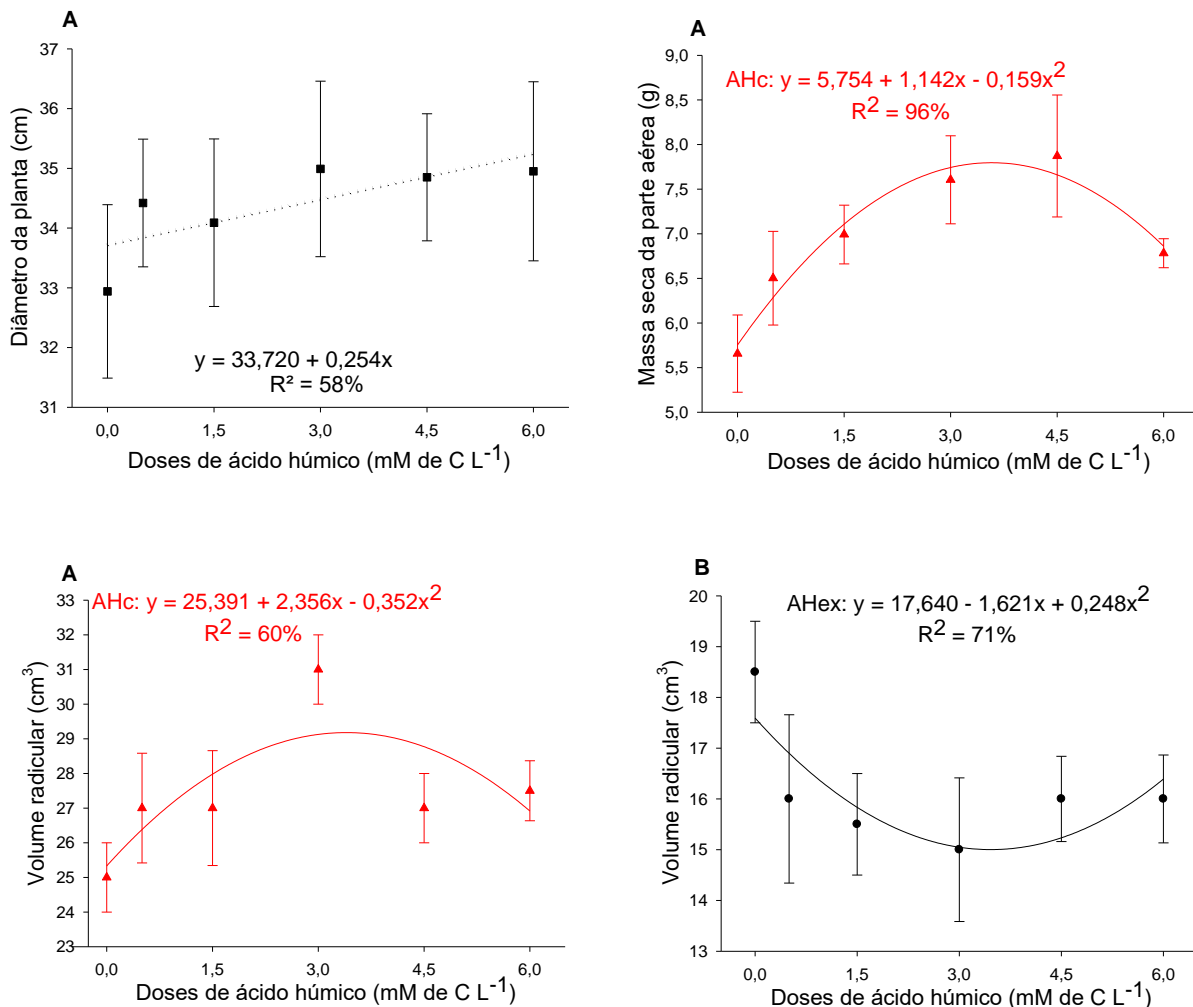 A
37
36
35
34
33
32
31
Diâmetro da planta (cm)
y = 33,720 + 0,254x
R² = 58%
0,0 1,5 3,0 4,5 6,0
Doses de ácido húmico (mM de C L-1)
A
9,0
8,5
8,0
7,5
7,0
6,5
6,0
5,5
5,0
Massa seca da parte aérea (g)
AHc: y = 5,754 + 1,142x - 0,159x2
R2 = 96%
0,0 1,5 3,0 4,5 6,0
Doses de ácido húmico (mM de C L-1)
A
33
32
31
30
29
28
27
26
25
24
23
Volume radicular (cm3)
AHc: y = 25,391 + 2,356x - 0,352x2
R2 = 60%
0,0 1,5 3,0 4,5 6,0
Doses de ácido húmico (mM de C L-1)
B
20
19
18
17
16
15
14
13
Volume radicular (cm3)
AHex: y = 17,640 - 1,621x + 0,248x2
R2 = 71%
0,0 1,5 3,0 4,5 6,0
Doses de ácido húmico (mM de C L-1)